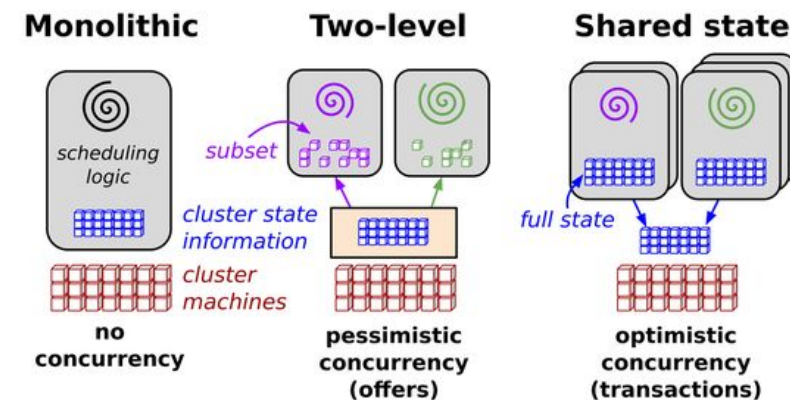 Monolithic
Two-level
Shared state
scheduling
logic
subset
cluster state
information
full state
cluster
machines
no
concurrency
pessimistic
concurrency
(offers)
optimistic
concurrency
(transactions)